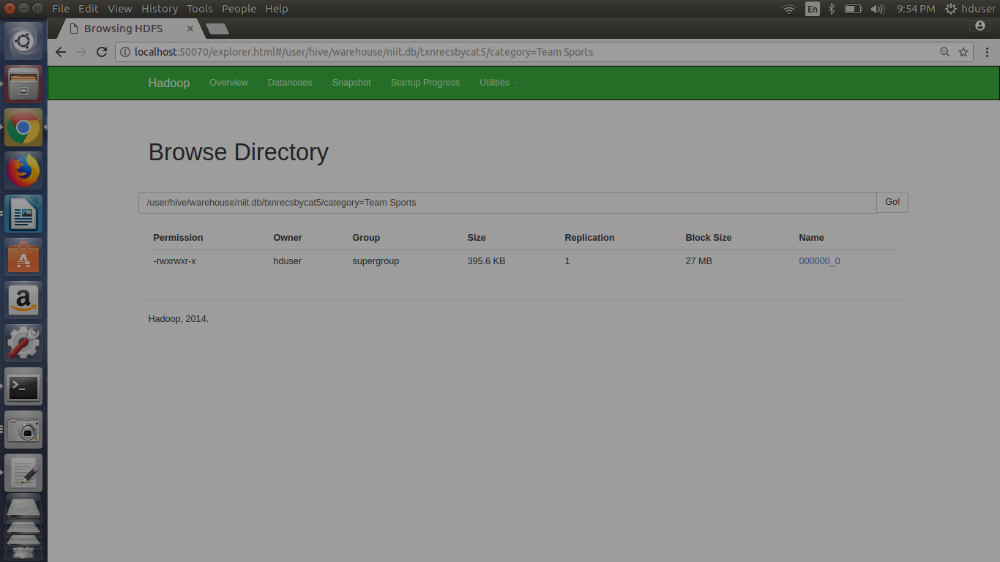 File Edit View History Tools People Help En 9:54 PM hduser
Browsing HDFS
localhost:50070/explorer.html#/user/hive/warehouse/niit.db/txnrecsbycat5/category=Team Sports
Hadoop Overview Datanodes Snapshot Startup Progress Utilities
Browse Directory
/user/hive/warehouse/niit.db/txnrecsbycat5/category=Team Sports Go!
Permission Owner Group Size Replication Block Size Name
-rwxrwxr-x hduser supergroup 395.6 KB 1 27 MB 000000_0
Hadoop, 2014.